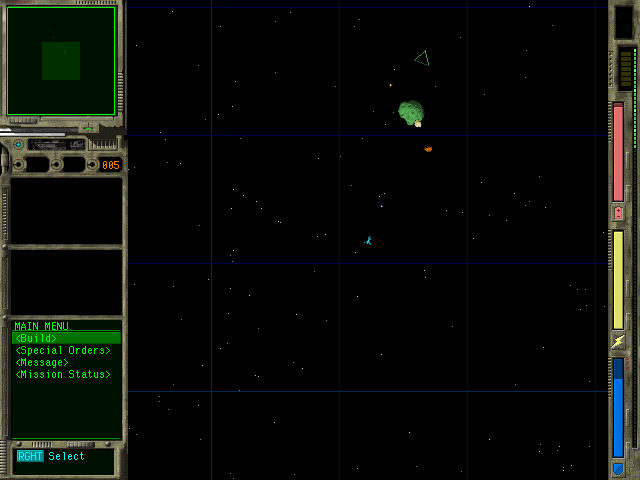 005
MAIN MENU
<Build>
<Special Orders>
<Message>
<Mission Status>
RGHT Select